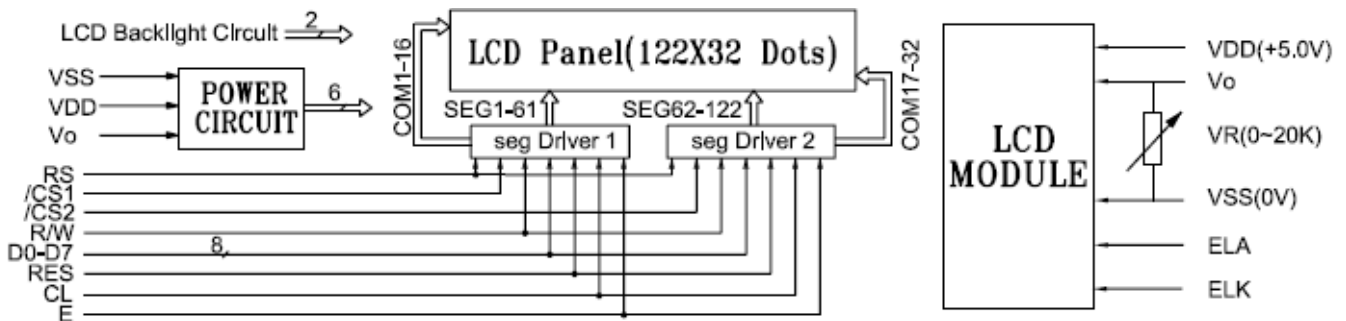 LCD Backlight Circuit
2
VSS
VDD
Vo
POWER
CIRCUIT
6
COM1-16
LCD Panel(122X32 Dots)
COM17-32
SEG1-61
SEG62-122
seg Driver 1
seg Driver 2
RS
/CS1
/CS2
R/W
D0-D7
8
RES
CL
E
LCD
MODULE
VDD(+5.0V)
Vo
VR(0~20K)
VSS(0V)
ELA
ELK